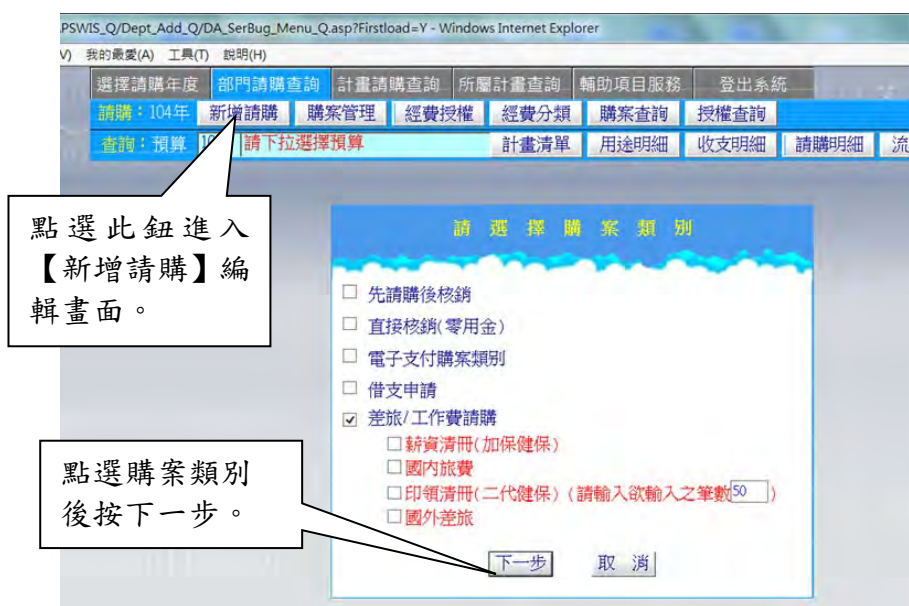 PSWIS_Q/Dept_Add_Q/DA_SerBug_Menu_Q.asp?Firstload=Y - Windows Internet Explorer
V) 我的最愛(A) 工具(T) 說明(H)
選擇請購年度 部門請購查詢 計畫請購查詢 所屬計畫查詢 輔助項目服務 登出系統
請購：104年 新增請購 購案管理 經費授權 經費分類 購案查詢 授權查詢
查詢：預算 請下拉選擇預算 計畫清單 用途明細 收支明細 請購明細 流
點選此鈕進入
【新增請購】編
輯畫面。
請選擇購案類別
先請購後核銷
直接核銷(零用金)
電子支付購案類別
借支申請
差旅/工作費請購
薪資清冊(加保健保)
國內旅費
印領清冊(二代健保) (請輸入欲輸入之筆數50)
國外差旅
點選購案類別
後按下一步。
下一步 取 消